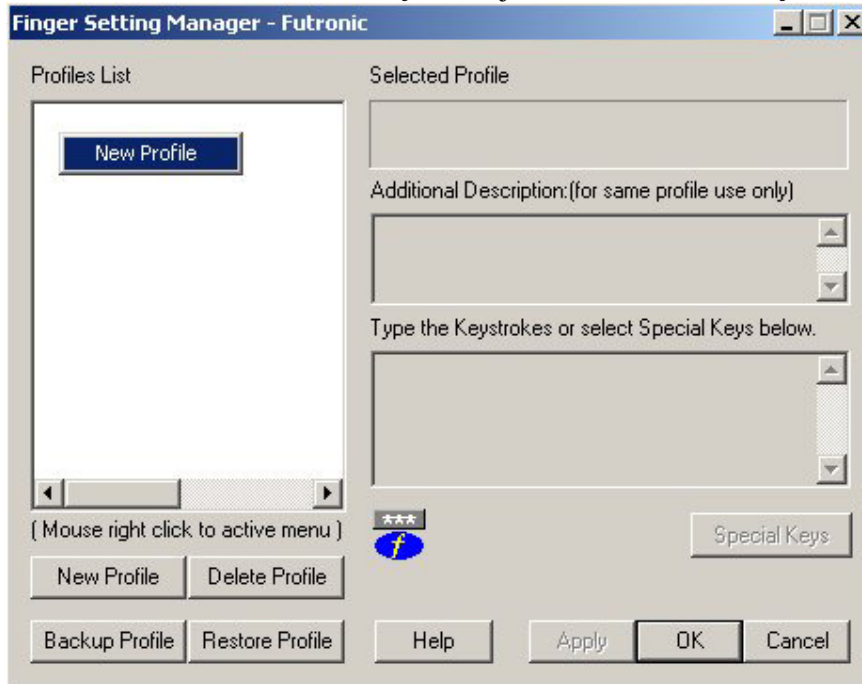 Finger Setting Manager - Futronic
Profiles List
New Profile
( Mouse right click to active menu )
New Profile
Delete Profile
Backup Profile
Restore Profile
Selected Profile
Additional Description:(for same profile use only)
Type the Keystrokes or select Special Keys below.
***
f
Special Keys
Help
Apply
OK
Cancel